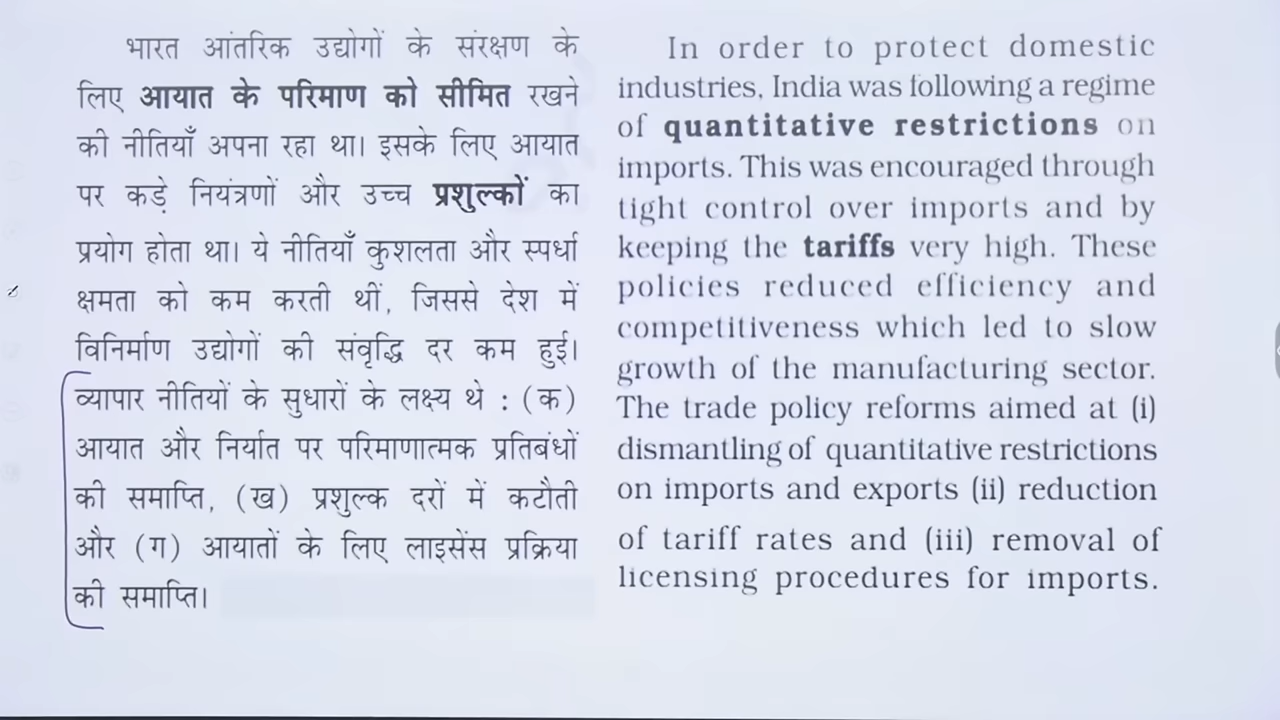 भारत आंतरिक उद्योगों के संरक्षण के
लिए आयात के परिमाण को सीमित रखने
की नीतियाँ अपना रहा था। इसके लिए आयात
पर कड़े नियंत्रणों और उच्च प्रशुल्कों का
प्रयोग होता था। ये नीतियाँ कुशलता और स्पर्धा
क्षमता को कम करती थीं, जिससे देश में
विनिर्माण उद्योगों की संवृद्धि दर कम हुई।
व्यापार नीतियों के सुधारों के लक्ष्य थे : (क)
आयात और निर्यात पर परिमाणात्मक प्रतिबंधों
की समाप्ति, (ख) प्रशुल्क दरों में कटौती
और (ग) आयातों के लिए लाइसेंस प्रक्रिया
की समाप्ति।
In order to protect domestic
industries, India was following a regime
of quantitative restrictions on
imports. This was encouraged through
tight control over imports and by
keeping the tariffs very high. These
policies reduced efficiency and
competitiveness which led to slow
growth of the manufacturing sector.
The trade policy reforms aimed at (i)
dismantling of quantitative restrictions
on imports and exports (ii) reduction
of tariff rates and (iii) removal of
licensing procedures for imports.